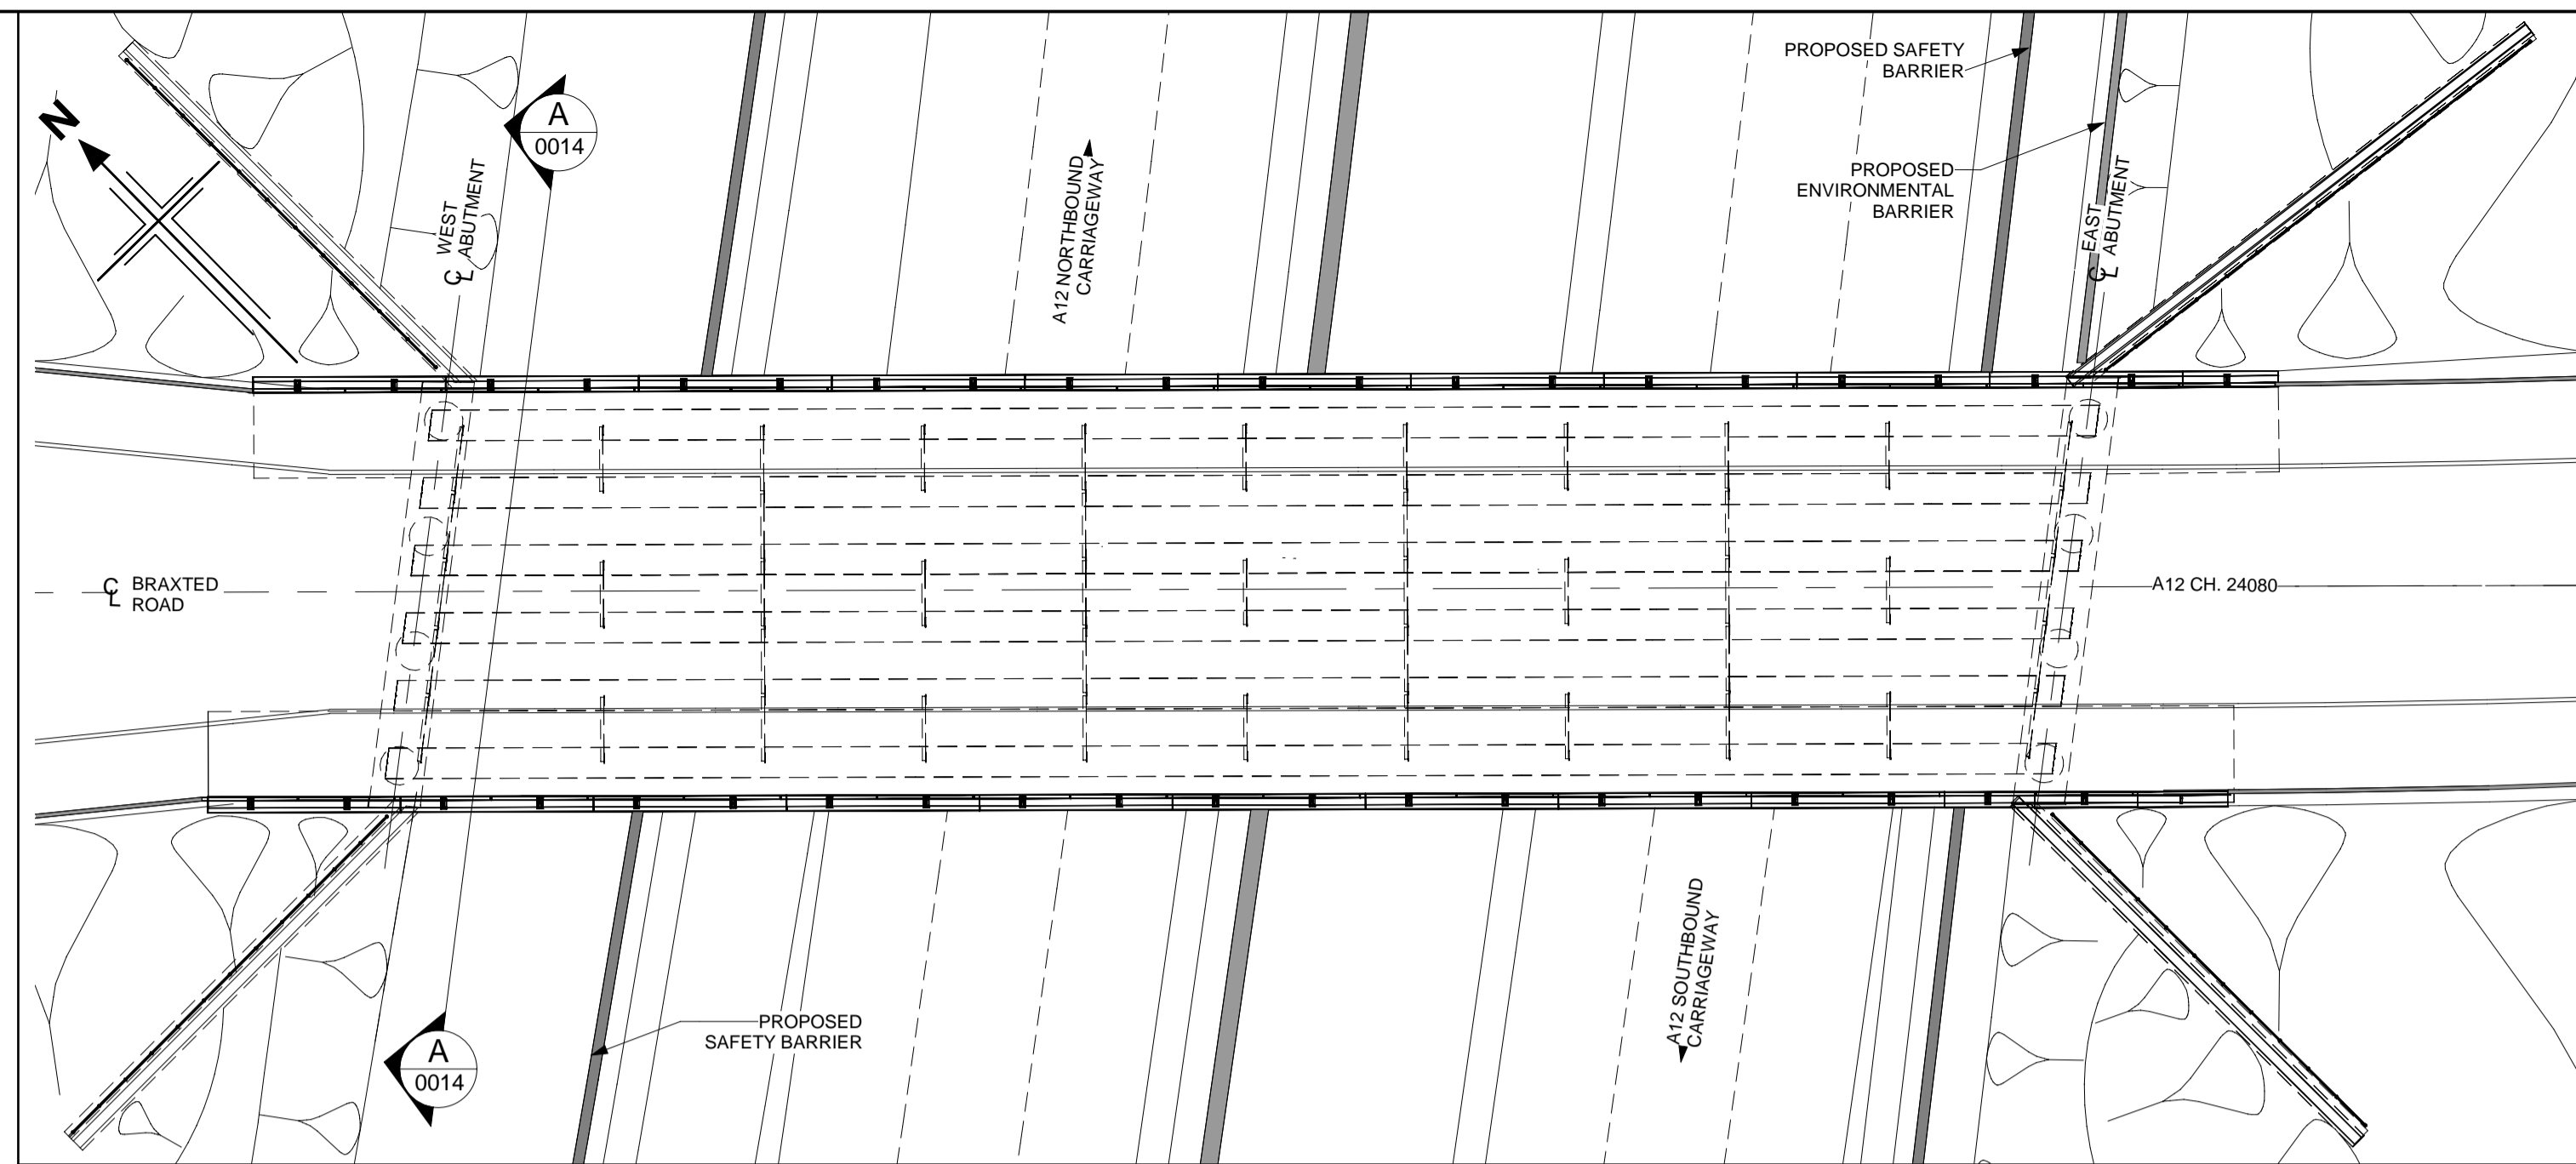 PROPOSED SAFETY
BARRIER
N
A
0014
WEST
℄ ABUTMENT
A12 NORTHBOUND
CARRIAGEWAY
PROPOSED
ENVIRONMENTAL
BARRIER
EAST
℄ ABUTMENT
℄ BRAXTED
ROAD
A12 CH. 24080
A12 SOUTHBOUND
CARRIAGEWAY
PROPOSED
SAFETY BARRIER
A
0014